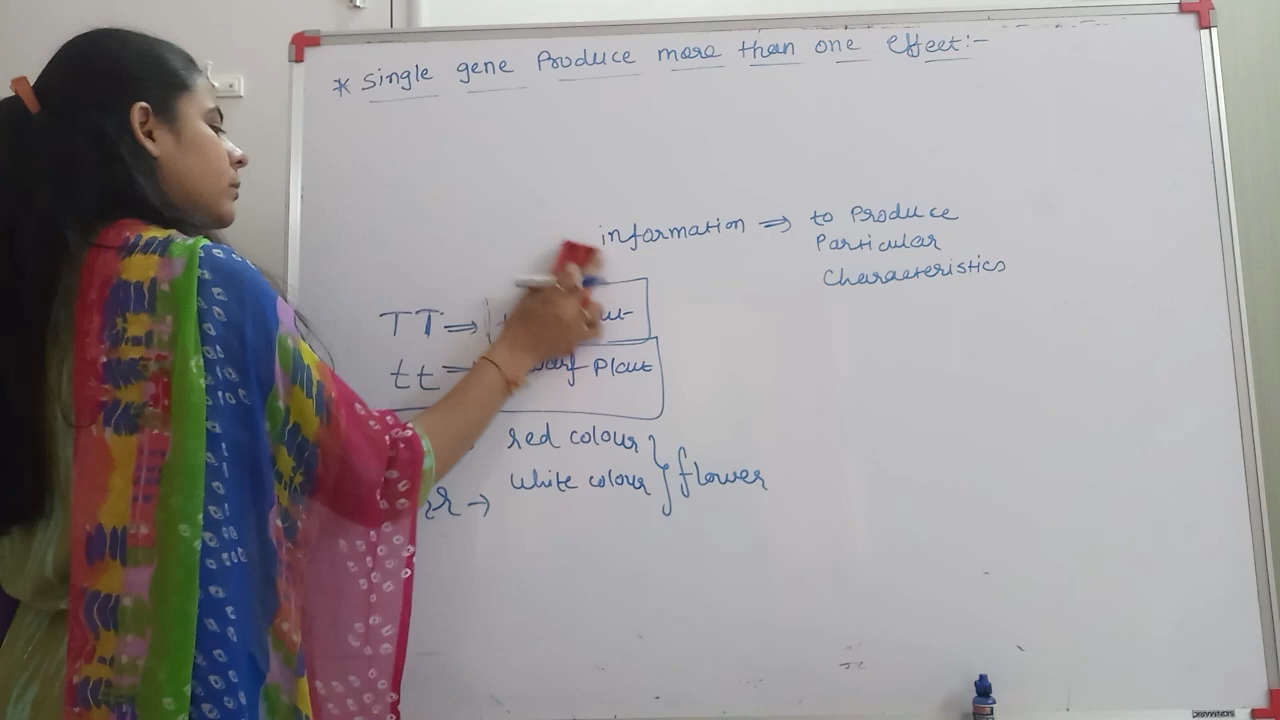 * Single gene Produce more than one effect:-
information ⇒ to Produce
Particular
Characteristics
TT ⇒
tt ⇒ Plant
red colour
White colour } flower
rr →